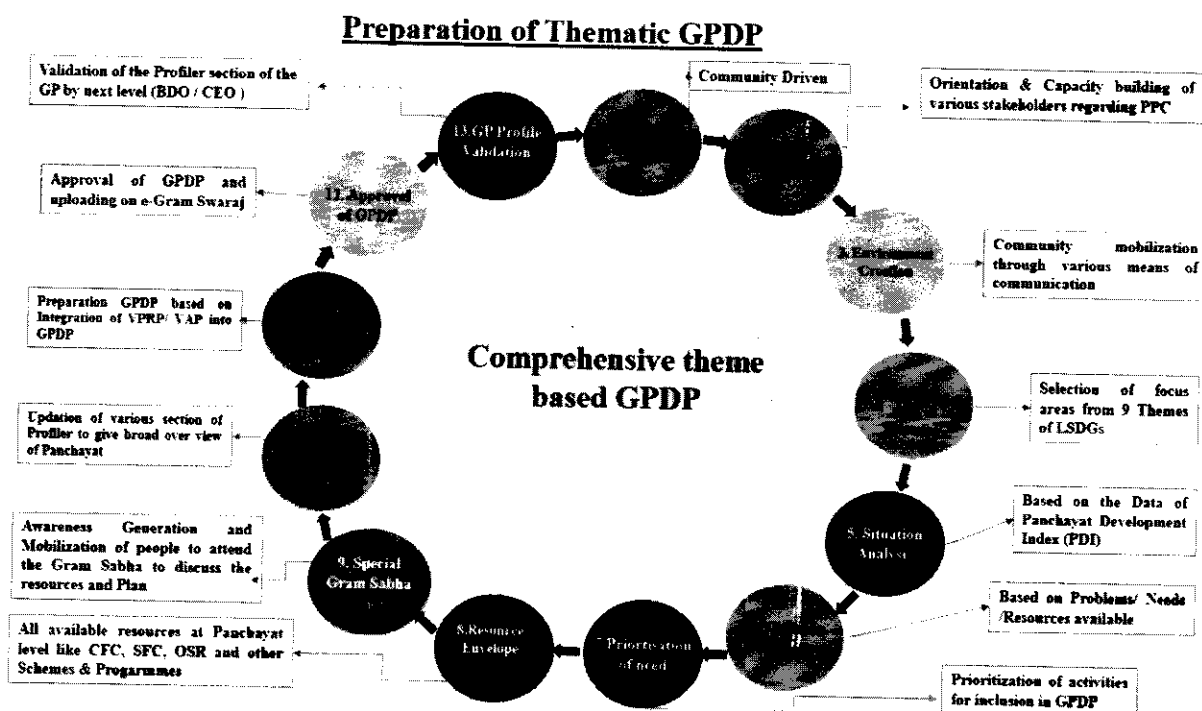 Preparation of Thematic GPDP
Validation of the Profiler section of the
GP by next level (BDO / CEO )
Community Driven
Orientation & Capacity building of
various stakeholders regarding PPC
13.GP Profile
Validation
Approval of GPDP and
uploading on e-Gram Swaraj
Approval
of GPDP
3. Environment
Creation
Community mobilization
through various means of
communication
Preparation GPDP based on
Integration of VPRP/ VAP into
GPDP
Comprehensive theme
based GPDP
Selection of focus
areas from 9 Themes
of LSDGs
Updation of various section of
Profiler to give broad over view
of Panchayat
Based on the Data of
Panchayat Development
Index (PDI)
5. Situation
Awareness Generation and
Mobilization of people to attend
the Gram Sabha to discuss the
resources and Plan
9. Special
Gram Sabha
Based on Problems/ Needs
/Resources available
All available resources at Panchayat
level like CFC, SFC, OSR and other
Schemes & Progarmmes
8.Resource
Envelope
7 Prioritisation
of need
Prioritization of activities
for inclusion in GPDP